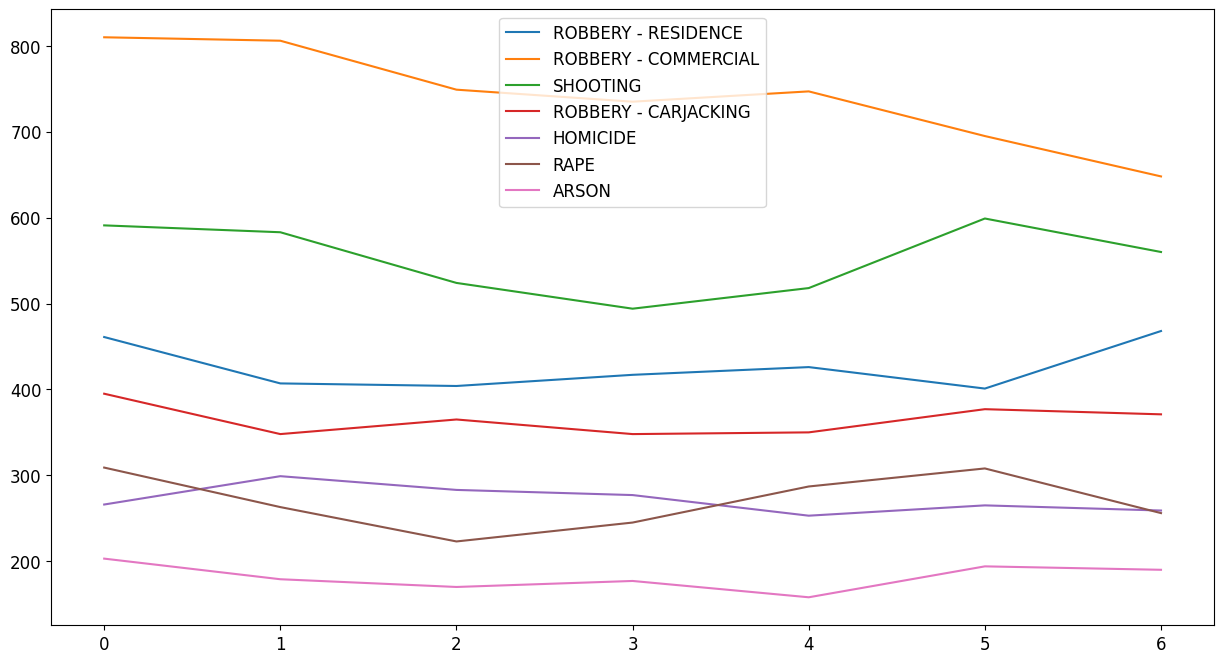 800
700
600
500
400
300
200
ROBBERY - RESIDENCE
ROBBERY - COMMERCIAL
SHOOTING
ROBBERY - CARJACKING
HOMICIDE
RAPE
ARSON
0 1 2 3 4 5 6